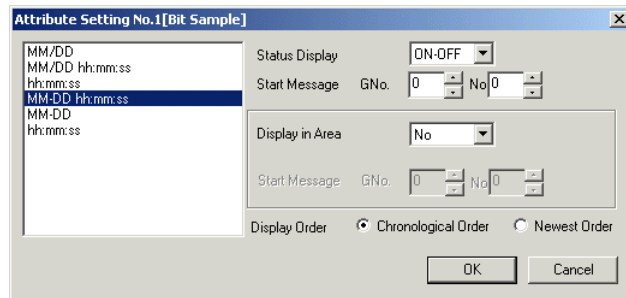 Attribute Setting No.1[Bit Sample]
MM/DD
MM/DD hh:mm:ss
hh:mm:ss
MM-DD hh:mm:ss
MM-DD
hh:mm:ss
Status Display ON-OFF
Start Message GNo. 0 No 0
Display in Area No
Start Message GNo. 0 No 0
Display Order Chronological Order Newest Order
OK Cancel